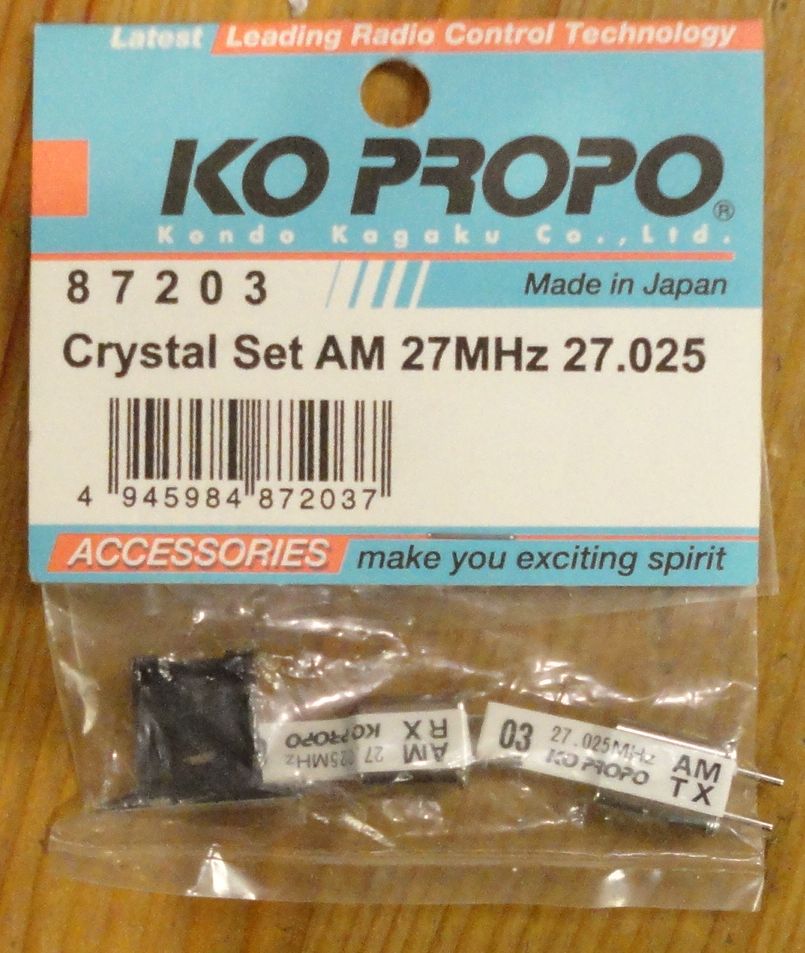 Latest Leading Radio Control Technology
KO PROPO®
Kondo Kagaku Co.,Ltd.
87203
Made in Japan
Crystal Set AM 27MHz 27.025
4 945984 872037
ACCESSORIES make you exciting spirit
27.025MHz
KO PROPO
AM
RX
03
27.025MHz
KO PROPO
AM
TX